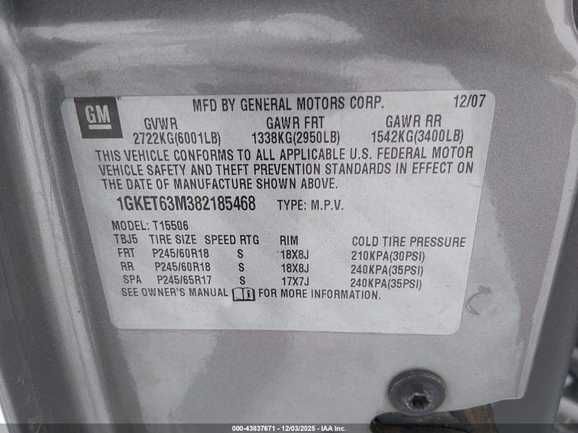 MFD BY GENERAL MOTORS CORP. 12/07
GM
GVWR GAWR FRT GAWR RR
2722KG(6001LB) 1338KG(2950LB) 1542KG(3400LB)
THIS VEHICLE CONFORMS TO ALL APPLICABLE U.S. FEDERAL MOTOR
VEHICLE SAFETY AND THEFT PREVENTION STANDARDS IN EFFECT ON
THE DATE OF MANUFACTURE SHOWN ABOVE.
1GKET63M382185468 TYPE: M.P.V.
MODEL: T15506
TBJ5 TIRE SIZE SPEED RTG RIM COLD TIRE PRESSURE
FRT P245/60R18 S 18X8J 210KPA(30PSI)
RR P245/60R18 S 18X8J 240KPA(35PSI)
SPA P245/65R17 S 17X7J 240KPA(35PSI)
SEE OWNER'S MANUAL FOR MORE INFORMATION.
000-43837671 - 12/03/2025 - IAA Inc.